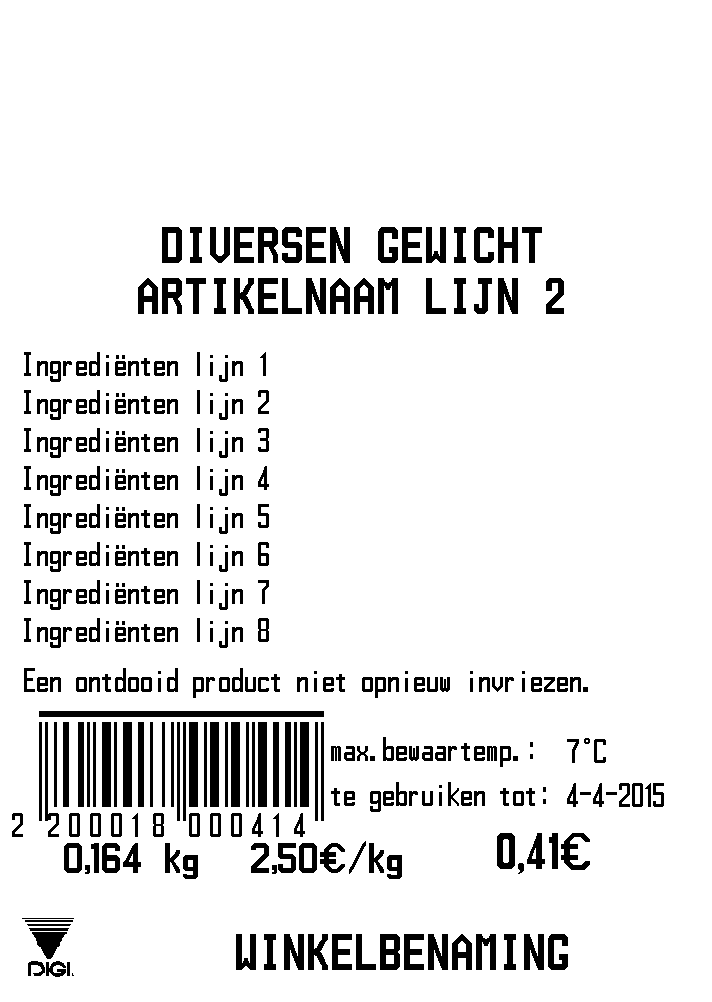 DIVERSEN GEWICHT
ARTIKELNAAM LIJN 2
Ingrediënten lijn 1
Ingrediënten lijn 2
Ingrediënten lijn 3
Ingrediënten lijn 4
Ingrediënten lijn 5
Ingrediënten lijn 6
Ingrediënten lijn 7
Ingrediënten lijn 8
Een ontdooid product niet opnieuw invriezen.
max.bewaartemp.: 7°C
te gebruiken tot: 4-4-2015
2 200018 000414
0,164 kg 2,50€/kg 0,41€
DIGI.
WINKELBENAMING